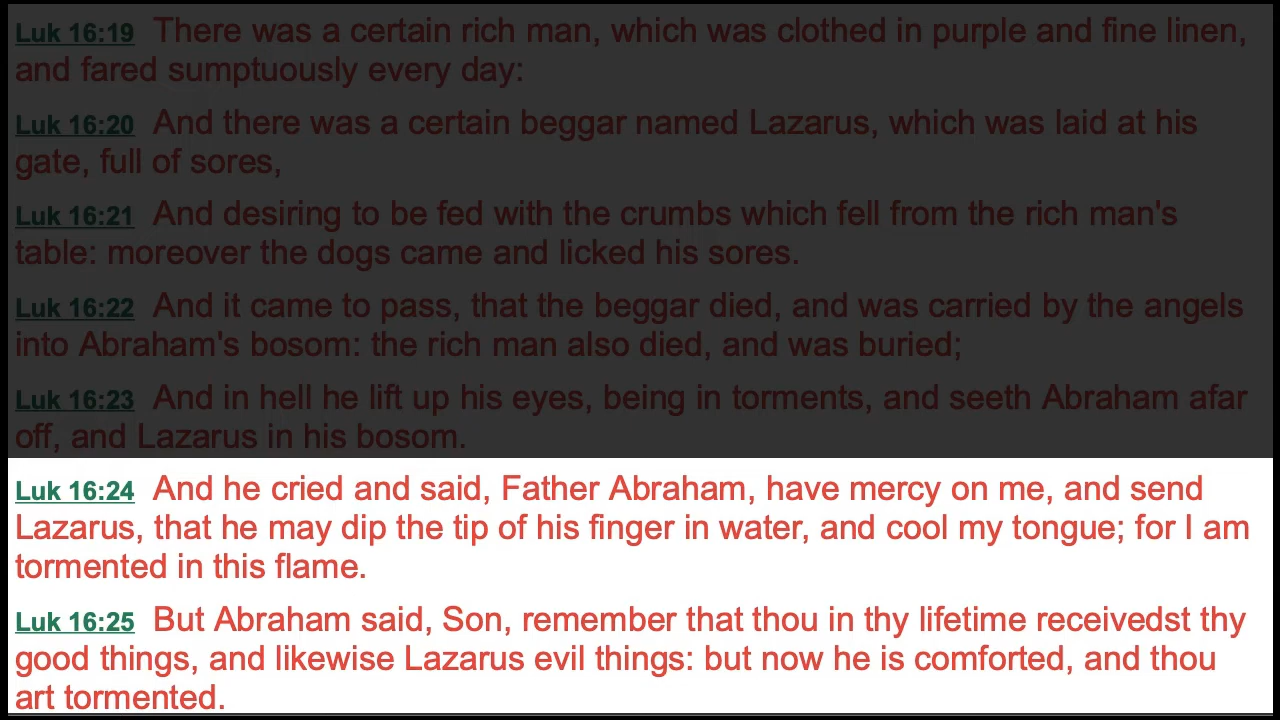 Luk 16:19 There was a certain rich man, which was clothed in purple and fine linen,
and fared sumptuously every day:
Luk 16:20 And there was a certain beggar named Lazarus, which was laid at his
gate, full of sores,
Luk 16:21 And desiring to be fed with the crumbs which fell from the rich man's
table: moreover the dogs came and licked his sores.
Luk 16:22 And it came to pass, that the beggar died, and was carried by the angels
into Abraham's bosom: the rich man also died, and was buried;
Luk 16:23 And in hell he lift up his eyes, being in torments, and seeth Abraham afar
off, and Lazarus in his bosom.
Luk 16:24 And he cried and said, Father Abraham, have mercy on me, and send
Lazarus, that he may dip the tip of his finger in water, and cool my tongue; for I am
tormented in this flame.
Luk 16:25 But Abraham said, Son, remember that thou in thy lifetime receivedst thy
good things, and likewise Lazarus evil things: but now he is comforted, and thou
art tormented.